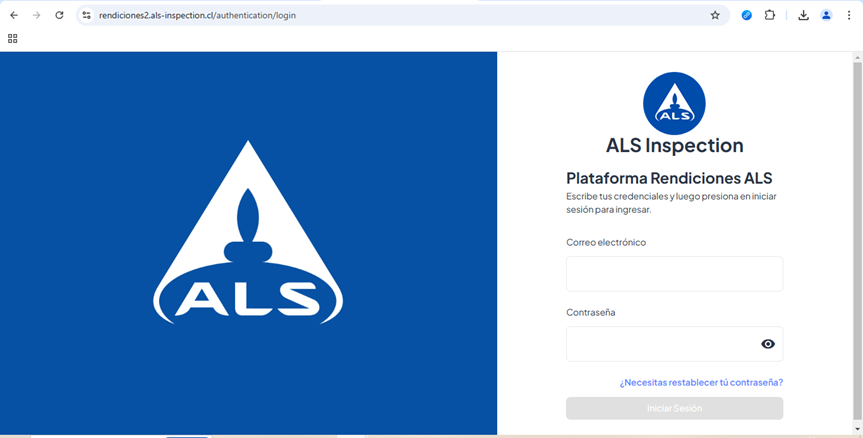 rendiciones2.als-inspection.cl/authentication/login
ALS
ALS
ALS Inspection
Plataforma Rendiciones ALS
Escribe tus credenciales y luego presiona en iniciar
sesión para ingresar.
Correo electrónico
Contraseña
¿Necesitas restablecer tú contraseña?
Iniciar Sesión